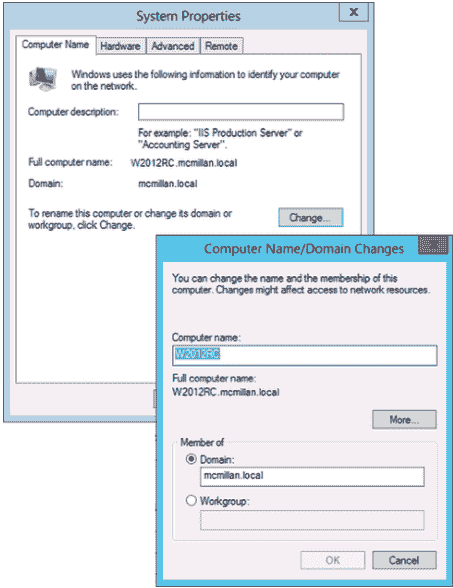 System Properties
X
Computer Name
Hardware
Advanced
Remote
Windows uses the following information to identify your computer
on the network.
Computer description:
For example: "IIS Production Server" or
"Accounting Server".
Full computer name:
W2012RC.mcmillan.local
Domain:
mcmillan.local
To rename this computer or change its domain or
workgroup, click Change.
Change...
Computer Name/Domain Changes
You can change the name and the membership of this
computer. Changes might affect access to network resources.
Computer name:
W2012RC
Full computer name:
W2012RC.mcmillan.local
More...
Member of
Domain:
mcmillan.local
Workgroup:
OK
Cancel